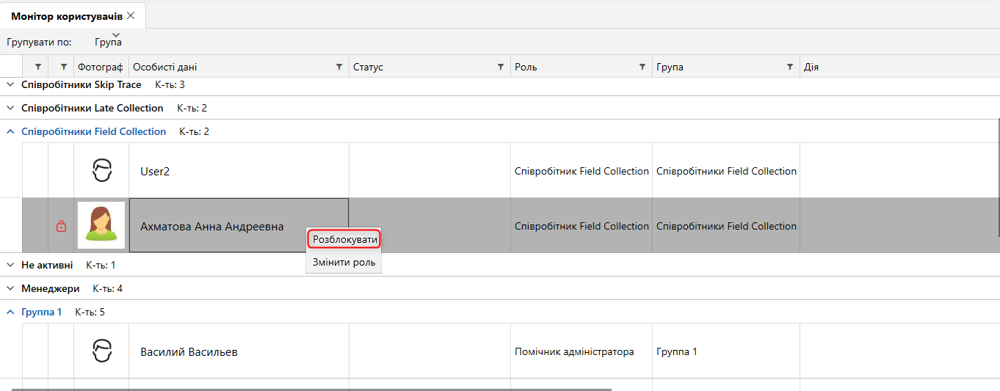 Монітор користувачів
Групувати по: Група
Фотограф Особисті дані Статус Роль Група Дія
Співробітники Skip Trace К-ть: 3
Співробітники Late Collection К-ть: 2
Співробітники Field Collection К-ть: 2
User2 Співробітник Field Collection Співробітники Field Collection
Ахматова Анна Андреевна Співробітник Field Collection Співробітники Field Collection
Розблокувати
Змінити роль
Не активні К-ть: 1
Менеджери К-ть: 4
Группа 1 К-ть: 5
Василий Васильев Помічник адміністратора Группа 1